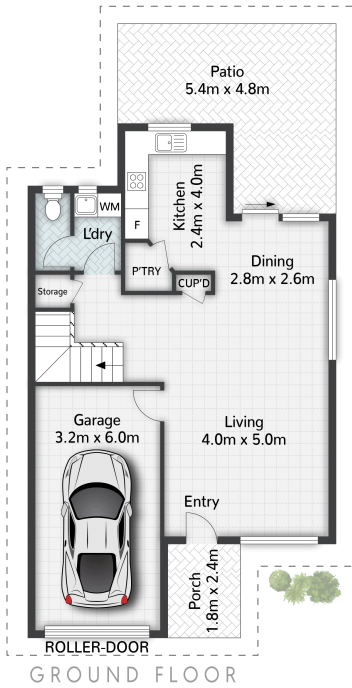 Patio
5.4m x 4.8m
Kitchen
2.4m x 4.0m
WM
F
L'dry
P'TRY
CUP'D
Dining
2.8m x 2.6m
Storage
Garage
3.2m x 6.0m
Living
4.0m x 5.0m
Entry
Porch
1.8m x 2.4m
ROLLER-DOOR
GROUND FLOOR